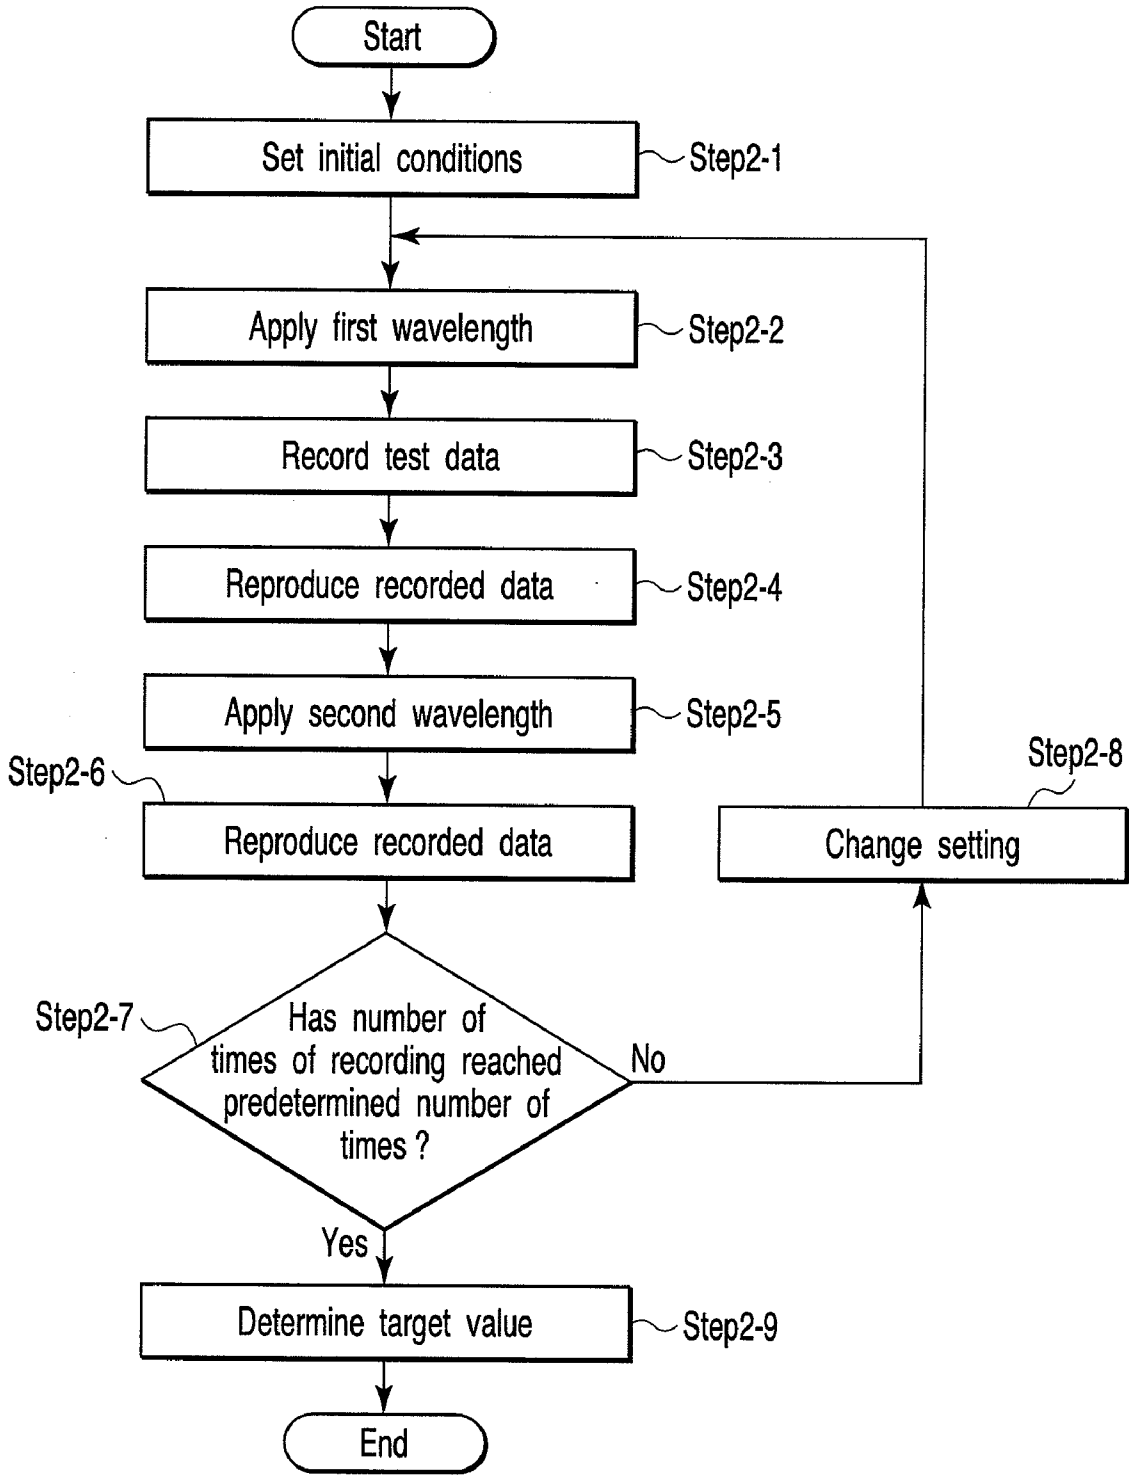 Start
Set initial conditions
Step2-1
Apply first wavelength
Step2-2
Record test data
Step2-3
Reproduce recorded data
Step2-4
Apply second wavelength
Step2-5
Step2-6
Reproduce recorded data
Step2-8
Change setting
Step2-7
Has number of
times of recording reached
predetermined number of
times ?
No
Yes
Determine target value
Step2-9
End